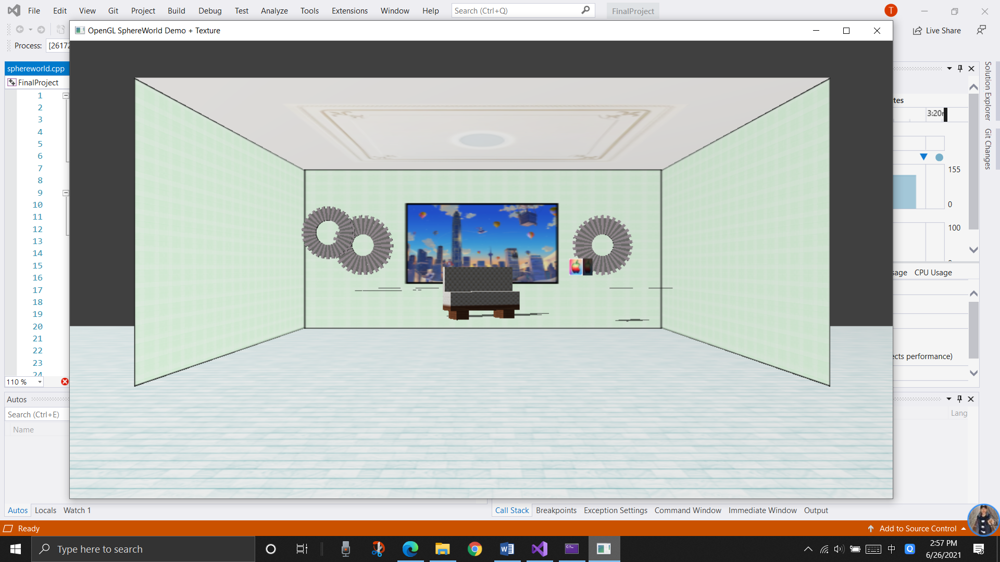 File Edit View Git Project Build Debug Test Analyze Tools Extensions Window Help Search (Ctrl+Q) FinalProject T
OpenGL SphereWorld Demo + Texture
Live Share
Process: [26172
sphereworld.cpp
FinalProject
1
2
3
4
5
6
7
8
9
10
11
12
13
14
15
16
17
18
19
20
21
22
23
24
110 %
tes
3:20
155
0
100
sage CPU Usage
ects performance)
Solution Explorer
Git Changes
Autos
Search (Ctrl+E)
Name
Lang
Autos Locals Watch 1
Call Stack Breakpoints Exception Settings Command Window Immediate Window Output
Ready
Add to Source Control
Type here to search
中
2:57 PM
6/26/2021